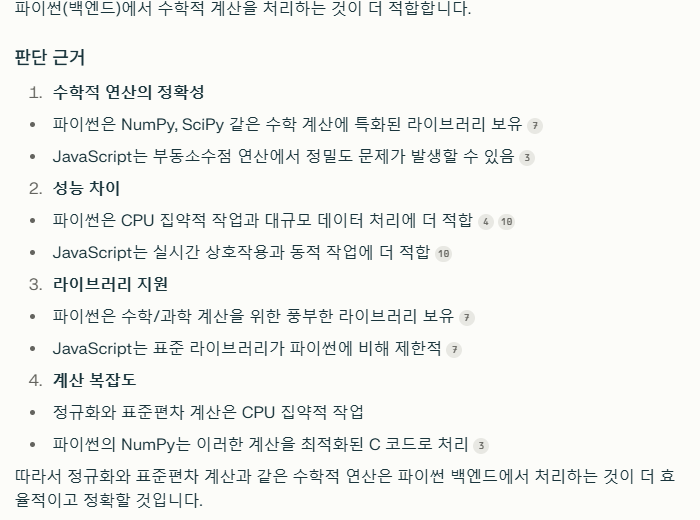 파이썬(백엔드)에서 수학적 계산을 처리하는 것이 더 적합합니다.
판단 근거
1. 수학적 연산의 정확성
• 파이썬은 NumPy, SciPy 같은 수학 계산에 특화된 라이브러리 보유 7
• JavaScript는 부동소수점 연산에서 정밀도 문제가 발생할 수 있음 3
2. 성능 차이
• 파이썬은 CPU 집약적 작업과 대규모 데이터 처리에 더 적합 4 10
• JavaScript는 실시간 상호작용과 동적 작업에 더 적합 10
3. 라이브러리 지원
• 파이썬은 수학/과학 계산을 위한 풍부한 라이브러리 보유 7
• JavaScript는 표준 라이브러리가 파이썬에 비해 제한적 7
4. 계산 복잡도
• 정규화와 표준편차 계산은 CPU 집약적 작업
• 파이썬의 NumPy는 이러한 계산을 최적화된 C 코드로 처리 3
따라서 정규화와 표준편차 계산과 같은 수학적 연산은 파이썬 백엔드에서 처리하는 것이 더 효
율적이고 정확할 것입니다.